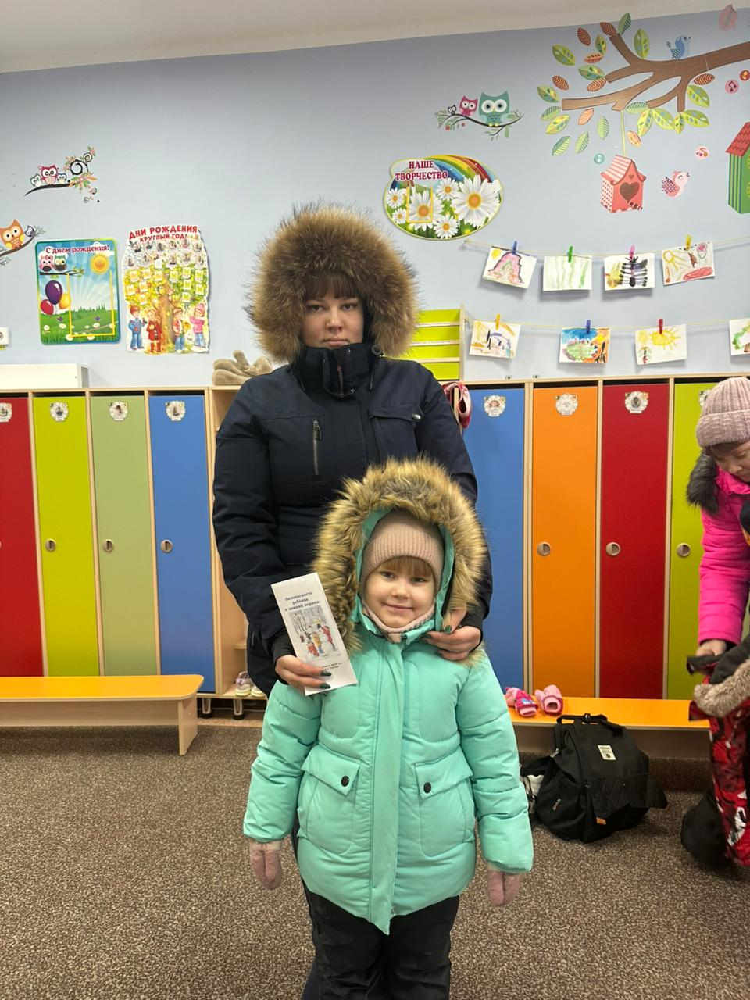 НАШЕ
ТВОРЧЕСТВО
С днем рождения!
ДНИ РОЖДЕНИЯ
КРУГЛЫЙ ГОД!
Безопасность
ребенка
в зимний период